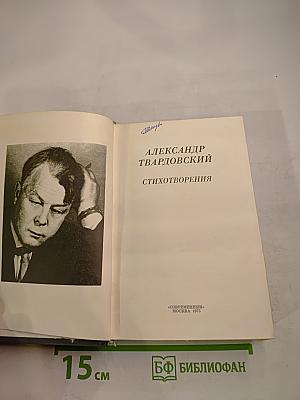 АЛЕКСАНДР
ТВАРДОВСКИЙ
СТИХОТВОРЕНИЯ
«СОВРЕМЕННИК»
МОСКВА 1975
15 см
БФ БИБЛИОФАН